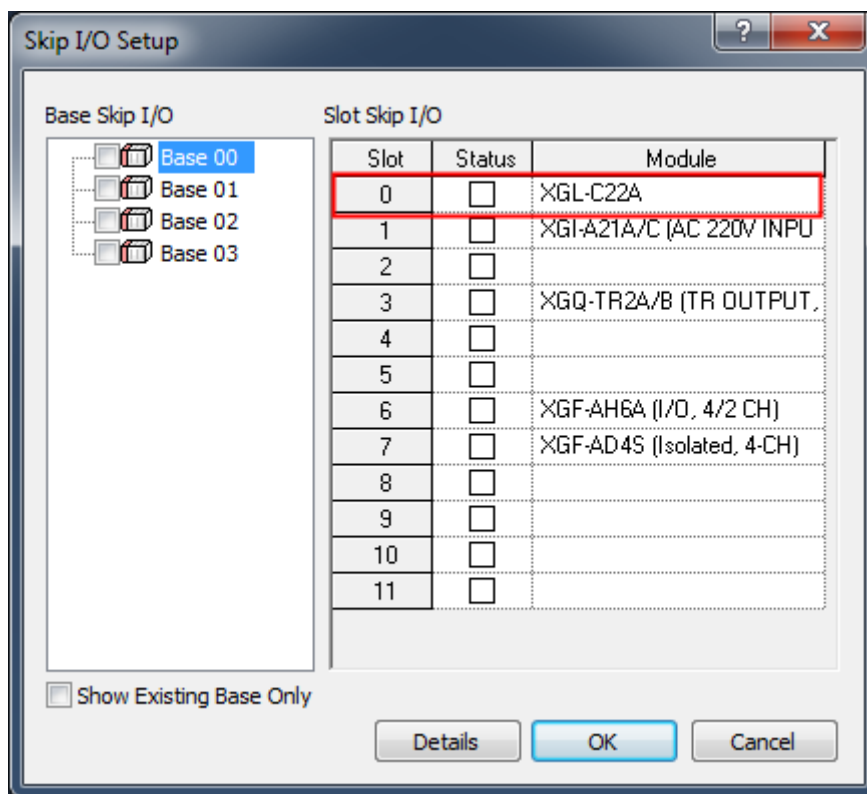 Skip I/O Setup
?
Base Skip I/O
Base 00
Base 01
Base 02
Base 03
Slot Skip I/O
Slot Status Module
0 XGL-C22A
1 XGI-A21A/C (AC 220V INPU
2
3 XGQ-TR2A/B (TR OUTPUT,
4
5
6 XGF-AH6A (I/O, 4/2 CH)
7 XGF-AD4S (Isolated, 4-CH)
8
9
10
11
Show Existing Base Only
Details OK Cancel